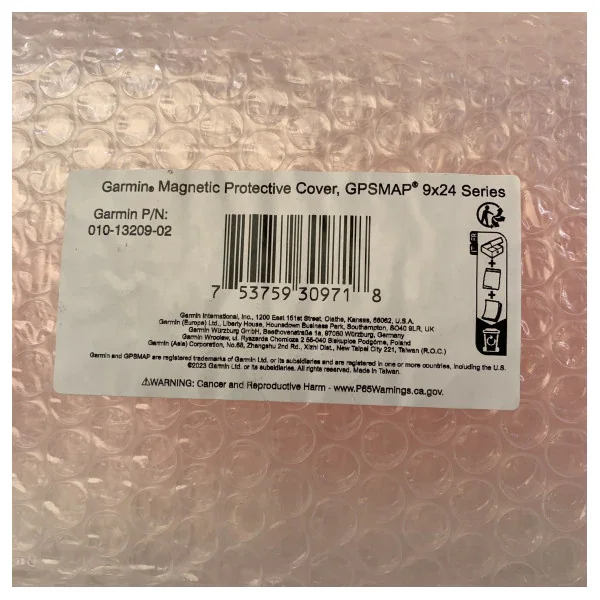 Garmin® Magnetic Protective Cover, GPSMAP® 9x24 Series
Garmin P/N:
010-13209-02
7 53759 30971 8
Garmin International, Inc., 1200 East 151st Street, Olathe, Kansas, 66062, U.S.A.
Garmin (Europe) Ltd., Liberty House, Hounsdown Business Park, Southampton, SO40 9LR, UK
Garmin Würzburg GmbH, Beethovenstraße 1a, 97080 Würzburg, Germany
Garmin Wrocław, ul. Ryszarda Chomicza 2 55-040 Biskupice Podgórne, Poland
Garmin (Asia) Corporation, No.68, Zhangshu 2nd Rd., Xizhi Dist., New Taipei City 221, Taiwan (R.O.C.)
Garmin and GPSMAP are registered trademarks of Garmin Ltd. or its subsidiaries and are registered in one or more countries, including the U.S.
©2023 Garmin Ltd. or its subsidiaries. All rights reserved. Made in Taiwan.
⚠WARNING: Cancer and Reproductive Harm - www.P65Warnings.ca.gov.